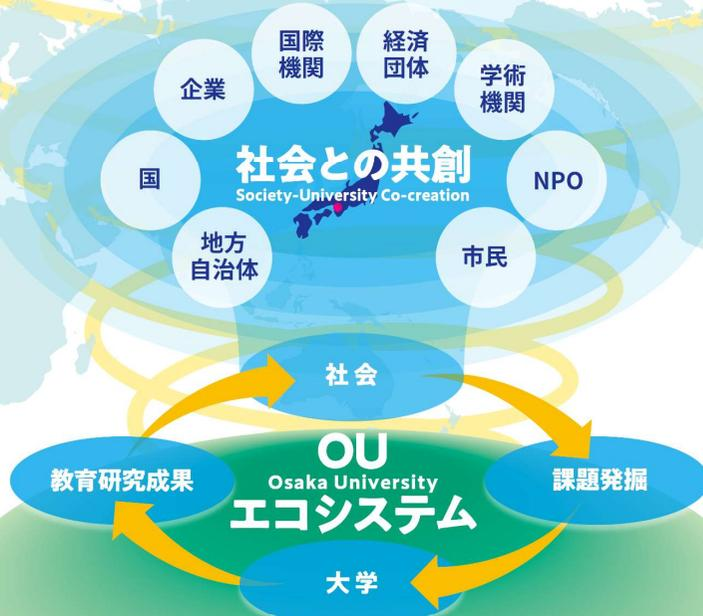 国際
機関
経済
団体
企業
学術
機関
国
社会との共創
Society-University Co-creation
NPO
地方
自治体
市民
社会
OU
Osaka University
エコシステム
教育研究成果
課題発掘
大学